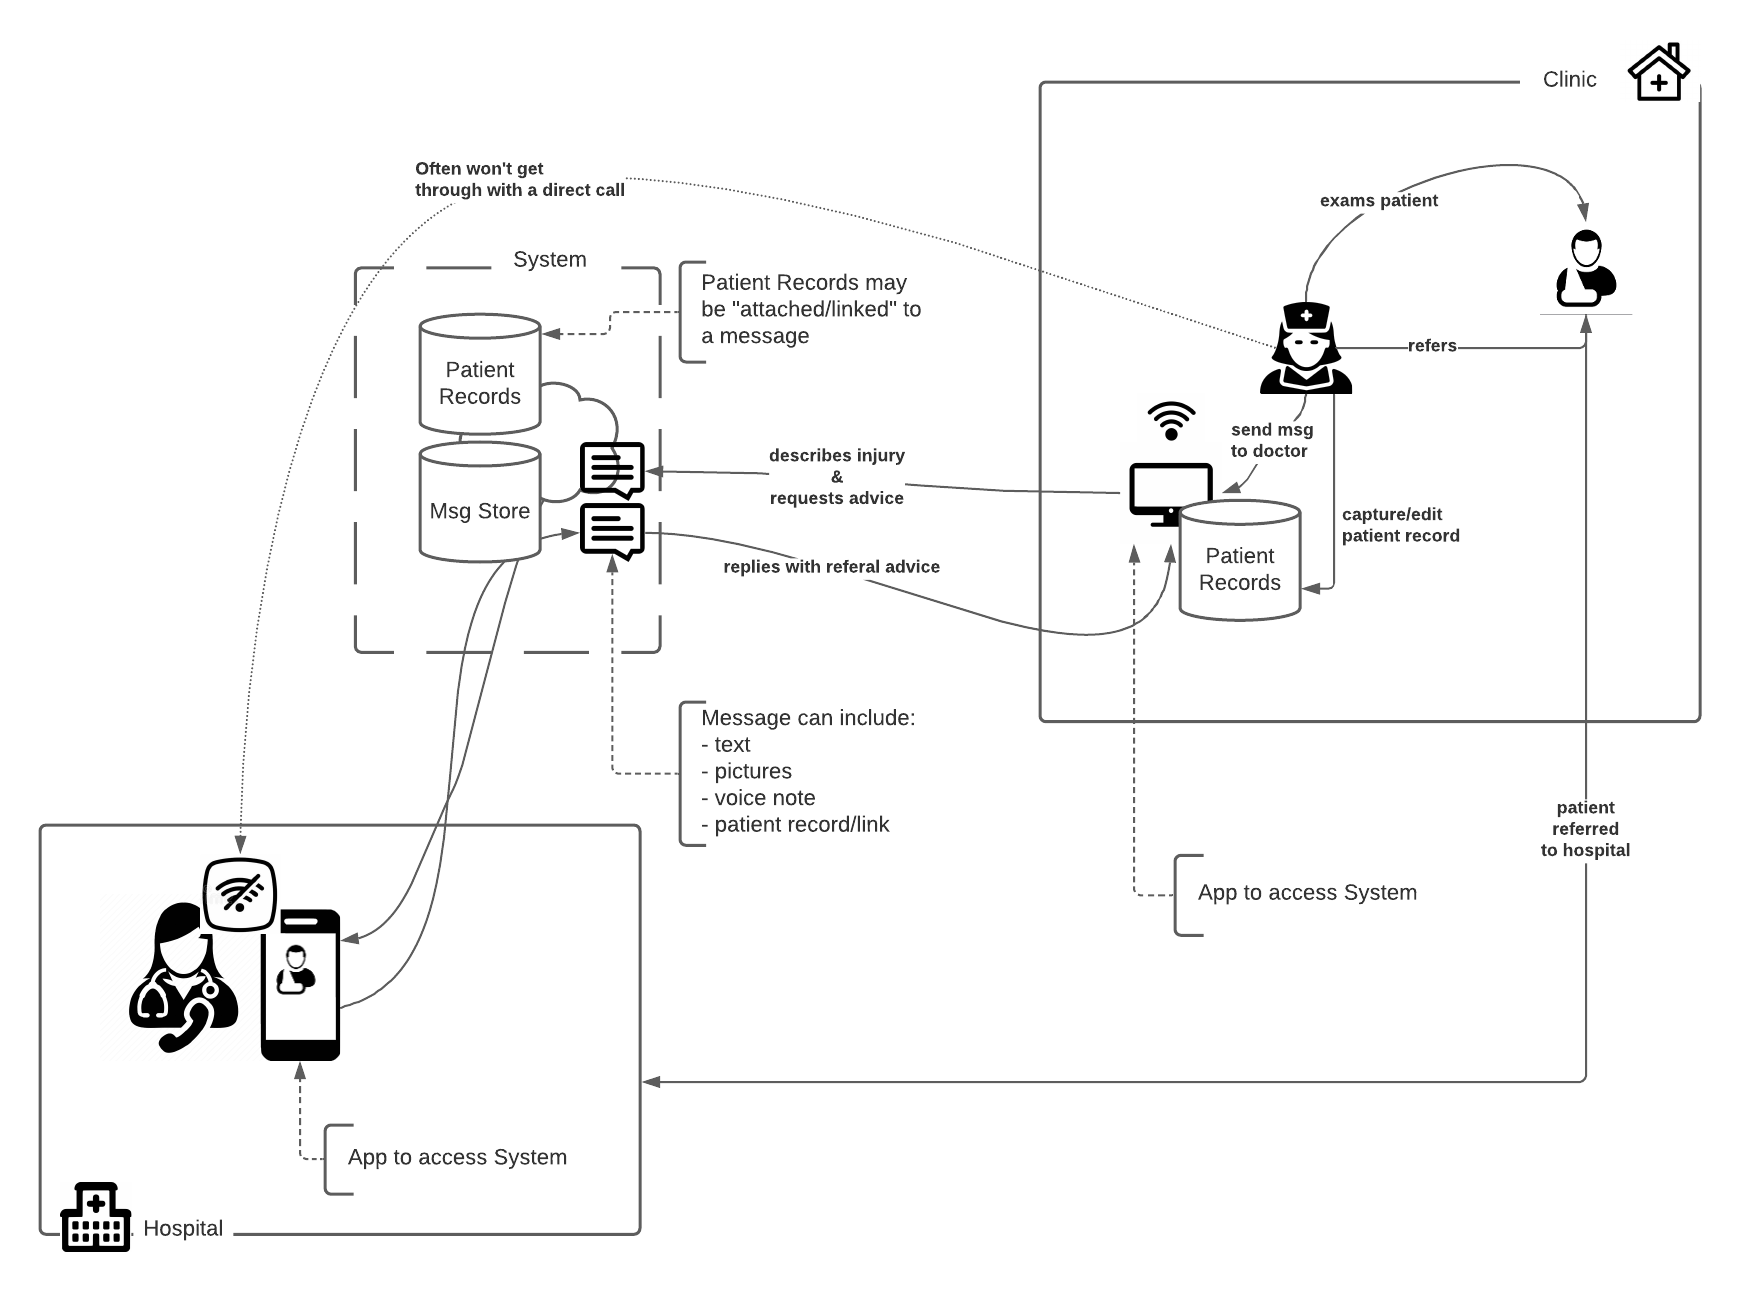 Clinic
Often won't get
through with a direct call
exams patient
System
Patient Records may
be "attached/linked" to
a message
Patient
Records
refers
send msg
to doctor
describes injury
&
requests advice
Msg Store
capture/edit
patient record
Patient
Records
replies with referal advice
Message can include:
- text
- pictures
- voice note
- patient record/link
patient
referred
to hospital
App to access System
App to access System
Hospital